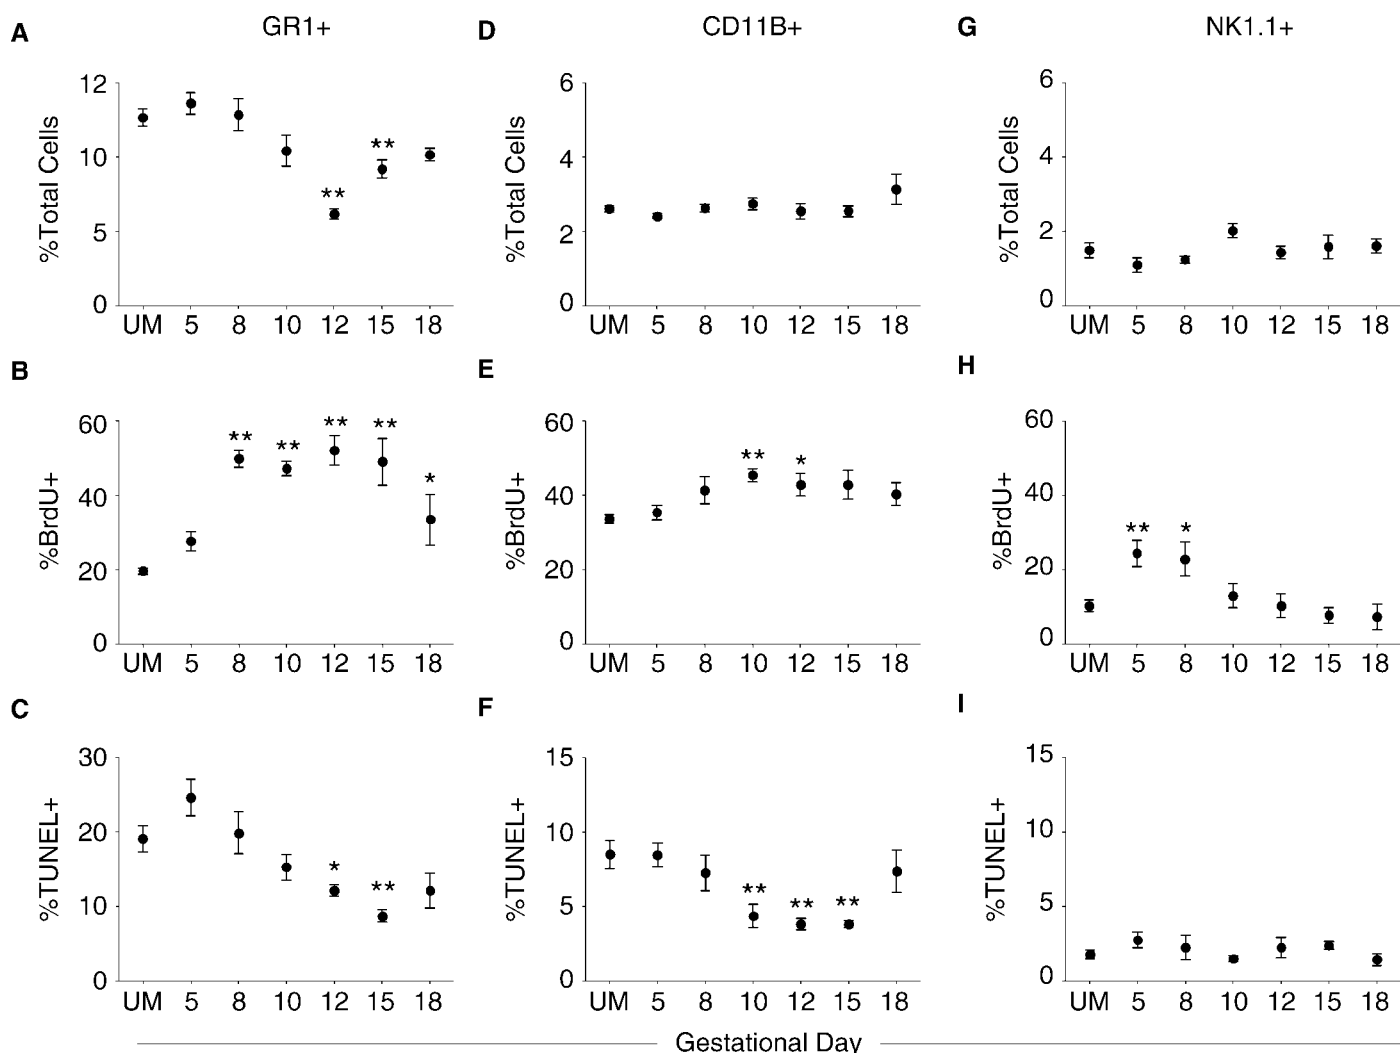 A GR1+ D CD11B+ G NK1.1+
%Total Cells
12
10
5
0
UM 5 8 10 12 15 18
** **
%Total Cells
6
4
2
0
UM 5 8 10 12 15 18
%Total Cells
6
4
2
0
UM 5 8 10 12 15 18
B
%BrdU+
60
40
20
0
UM 5 8 10 12 15 18
** ** ** ** *
E
%BrdU+
60
40
20
0
UM 5 8 10 12 15 18
** *
H
%BrdU+
60
40
20
0
UM 5 8 10 12 15 18
** *
C
%TUNEL+
30
20
10
0
UM 5 8 10 12 15 18
* **
F
%TUNEL+
15
10
5
0
UM 5 8 10 12 15 18
** ** **
I
%TUNEL+
15
10
5
0
UM 5 8 10 12 15 18
Gestational Day